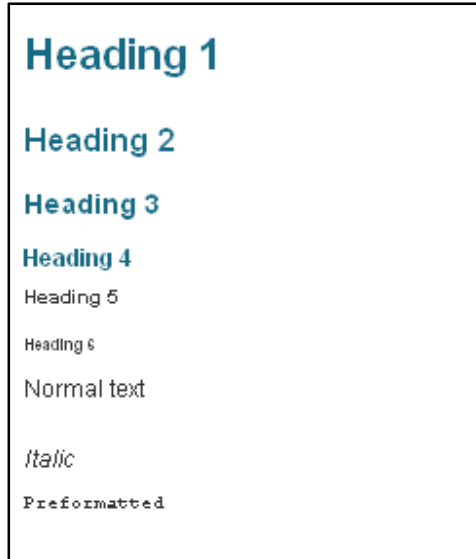 Heading 1
Heading 2
Heading 3
Heading 4
Heading 5
Heading 6
Normal text
Italic
Preformatted